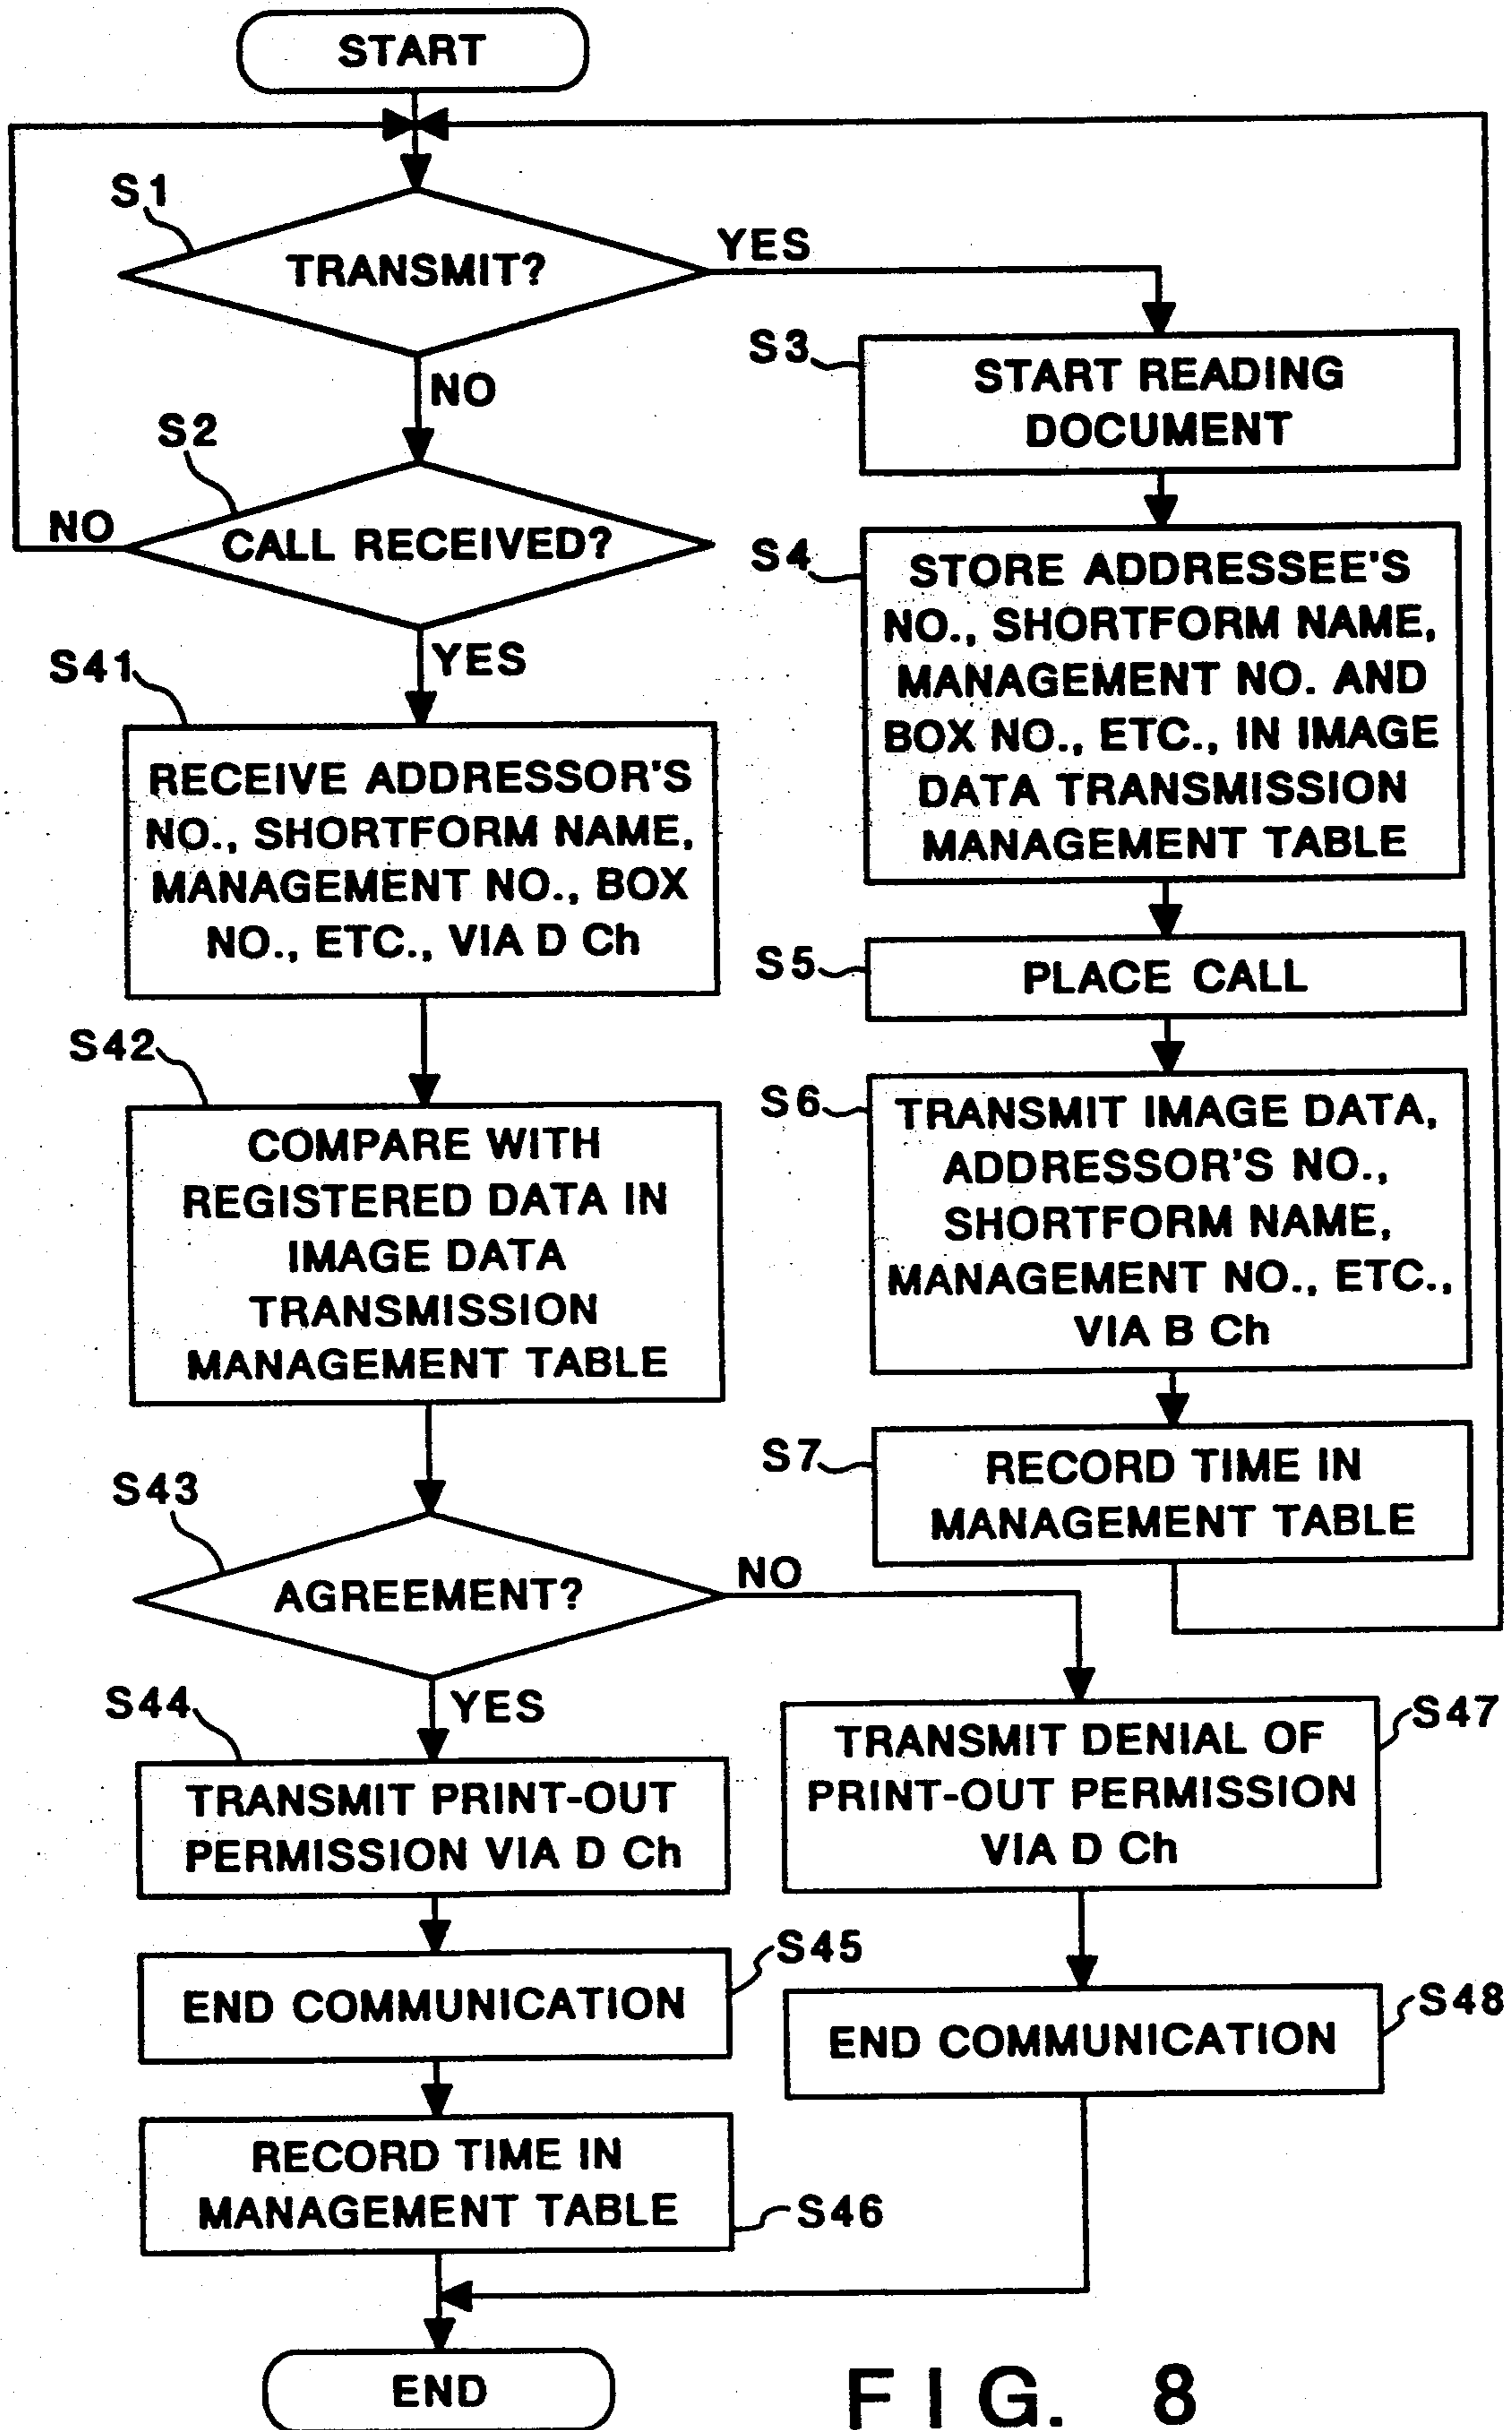 START
S1
TRANSMIT?
YES
NO
S2
CALL RECEIVED?
NO
YES
S3
START READING
DOCUMENT
S4
STORE ADDRESSEE'S
NO., SHORTFORM NAME,
MANAGEMENT NO. AND
BOX NO., ETC., IN IMAGE
DATA TRANSMISSION
MANAGEMENT TABLE
S5
PLACE CALL
S6
TRANSMIT IMAGE DATA,
ADDRESSOR'S NO.,
SHORTFORM NAME,
MANAGEMENT NO., ETC.,
VIA B Ch
S7
RECORD TIME IN
MANAGEMENT TABLE
S41
RECEIVE ADDRESSOR'S
NO., SHORTFORM NAME,
MANAGEMENT NO., BOX
NO., ETC., VIA D Ch
S42
COMPARE WITH
REGISTERED DATA IN
IMAGE DATA
TRANSMISSION
MANAGEMENT TABLE
S43
AGREEMENT?
NO
YES
S44
TRANSMIT PRINT-OUT
PERMISSION VIA D Ch
S45
END COMMUNICATION
RECORD TIME IN
MANAGEMENT TABLE
S46
S47
TRANSMIT DENIAL OF
PRINT-OUT PERMISSION
VIA D Ch
S48
END COMMUNICATION
END
FIG. 8